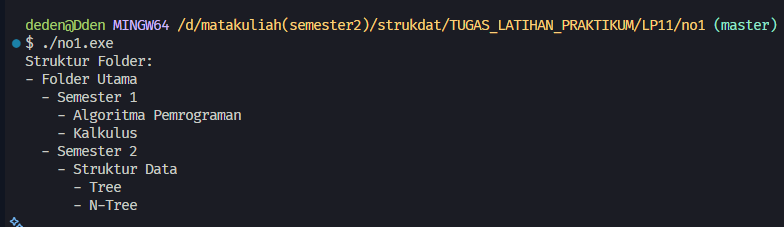 deden@Dden MINGW64 /d/matakuliah(semester2)/strukdat/TUGAS_LATIHAN_PRAKTIKUM/LP11/no1 (master)
$ ./no1.exe
Struktur Folder:
- Folder Utama
  - Semester 1
    - Algoritma Pemrograman
    - Kalkulus
  - Semester 2
    - Struktur Data
      - Tree
      - N-Tree